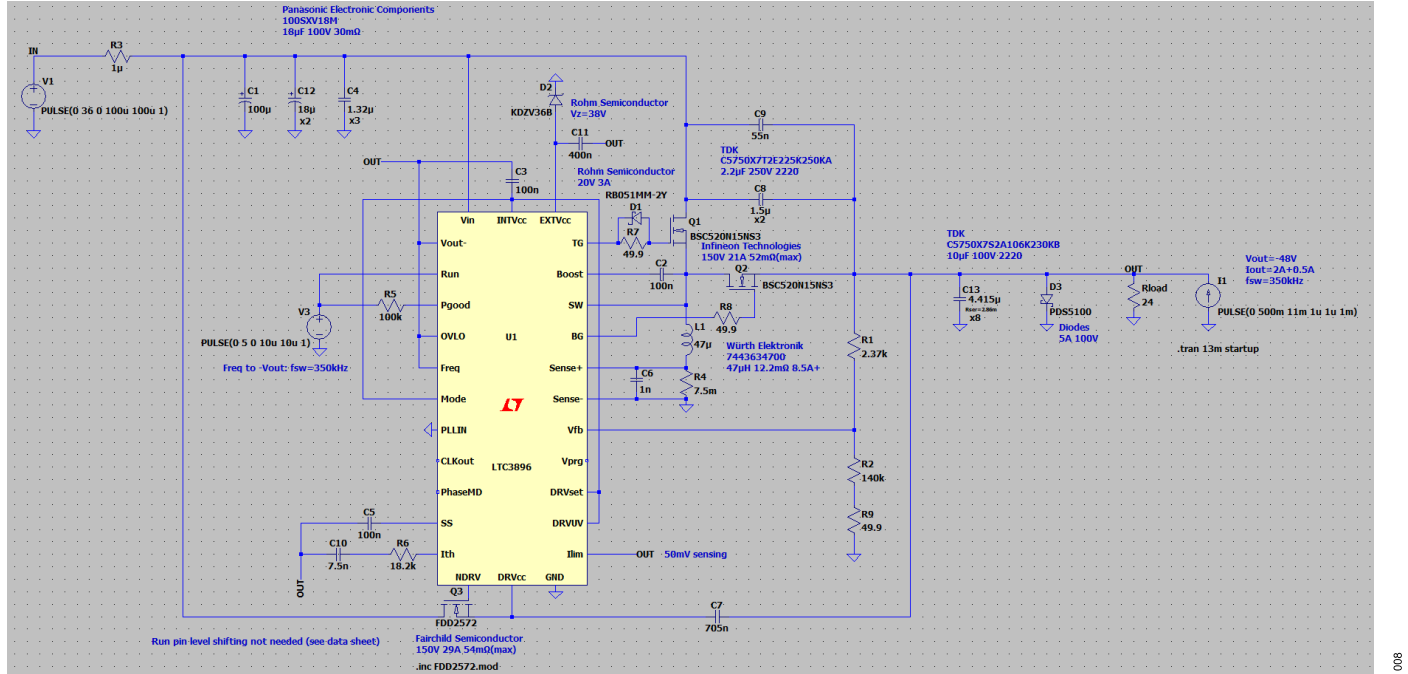 Panasonic Electronic Components
100SXV18M
18µF 100V 30mΩ
IN
R3
1µ
V1
PULSE(0 36 0 100u 100u 1)
C1
100µ
C12
18µ
x2
C4
1.32µ
x3
D2
KDZV36B
Rohm Semiconductor
Vz=38V
C11
400n
OUT
OUT
C3
100n
Rohm Semiconductor
20V 3A
RB051MM-2Y
D1
R7
49.9
Q1
BSC520N15NS3
Infineon Technologies
150V 21A 52mΩ(max)
C9
55n
TDK
C5750X7T2E225K250KA
2.2µF 250V 2220
C8
1.5µ
x2
Vin
INTVcc
EXTVcc
Vout-
Run
Pgood
OVLO
Freq
Mode
PLLIN
CLKout
PhaseMD
SS
Ith
NDRV
DRVcc
GND
TG
Boost
SW
BG
Sense+
Sense-
Vfb
Vprg
DRVset
DRVUV
Ilim
U1
LTC3896
C2
100n
Q2
BSC520N15NS3
R8
49.9
L1
47µ
Würth Elektronik
7443634700
47µH 12.2mΩ 8.5A+
C6
1n
R4
7.5m
R5
100k
V3
PULSE(0 5 0 10u 10u 1)
Freq to -Vout: fsw=350kHz
TDK
C5750X7S2A106K230KB
10µF 100V 2220
C13
4.415µ
Rser=2.86m
x8
D3
PDS5100
Diodes
5A 100V
OUT
Rload
24
Vout=-48V
Iout=2A+0.5A
fsw=350kHz
I1
PULSE(0 500m 11m 1u 1u 1m)
.tran 13m startup
R1
2.37k
R2
140k
R9
49.9
C5
100n
C10
7.5n
R6
18.2k
OUT
OUT
50mV sensing
Q3
FDD2572
C7
705n
Run pin level shifting not needed (see data sheet)
Fairchild Semiconductor
150V 29A 54mΩ(max)
.inc FDD2572.mod
008